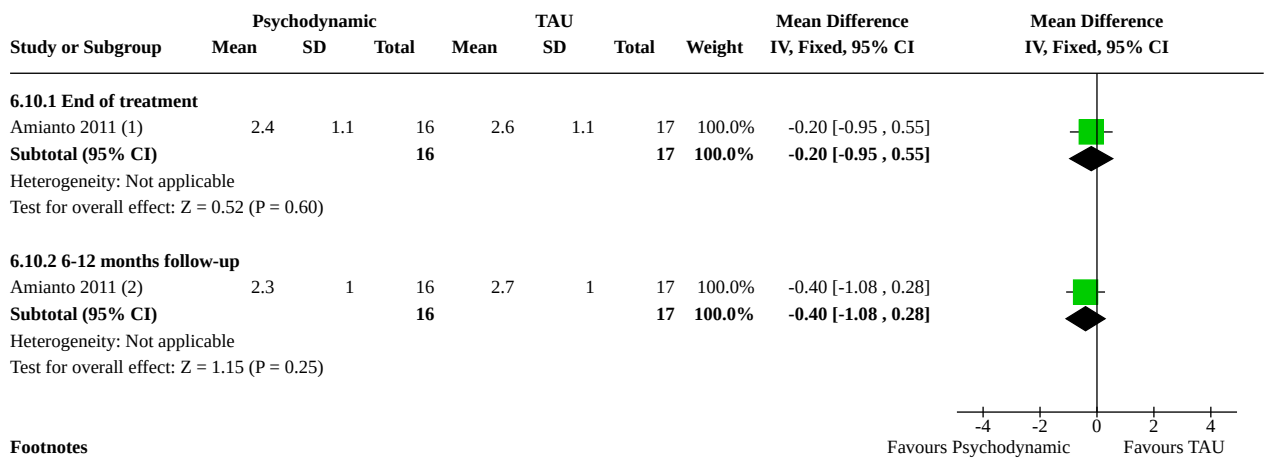 Psychodynamic TAU Mean Difference Mean Difference
Study or Subgroup Mean SD Total Mean SD Total Weight IV, Fixed, 95% CI IV, Fixed, 95% CI
6.10.1 End of treatment
Amianto 2011 (1) 2.4 1.1 16 2.6 1.1 17 100.0% -0.20 [-0.95 , 0.55]
Subtotal (95% CI) 16 17 100.0% -0.20 [-0.95 , 0.55]
Heterogeneity: Not applicable
Test for overall effect: Z = 0.52 (P = 0.60)
6.10.2 6-12 months follow-up
Amianto 2011 (2) 2.3 1 16 2.7 1 17 100.0% -0.40 [-1.08 , 0.28]
Subtotal (95% CI) 16 17 100.0% -0.40 [-1.08 , 0.28]
Heterogeneity: Not applicable
Test for overall effect: Z = 1.15 (P = 0.25)
-4 -2 0 2 4
Footnotes Favours Psychodynamic Favours TAU